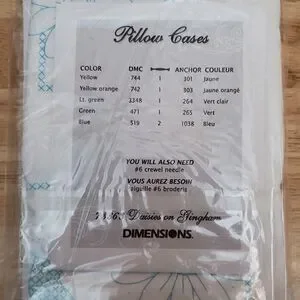 Pillow Cases
COLOR DMC ANCHOR COULEUR
Yellow 744 1 301 Jaune
Yellow orange 742 1 303 Jaune orangé
Lt. green 3348 1 264 Vert clair
Green 471 1 265 Vert
Blue 519 2 1038 Bleu
YOU WILL ALSO NEED
#6 crewel needle
VOUS AUREZ BESOIN
aiguille #6 broderis
Daisies on Gingham
DIMENSIONS.